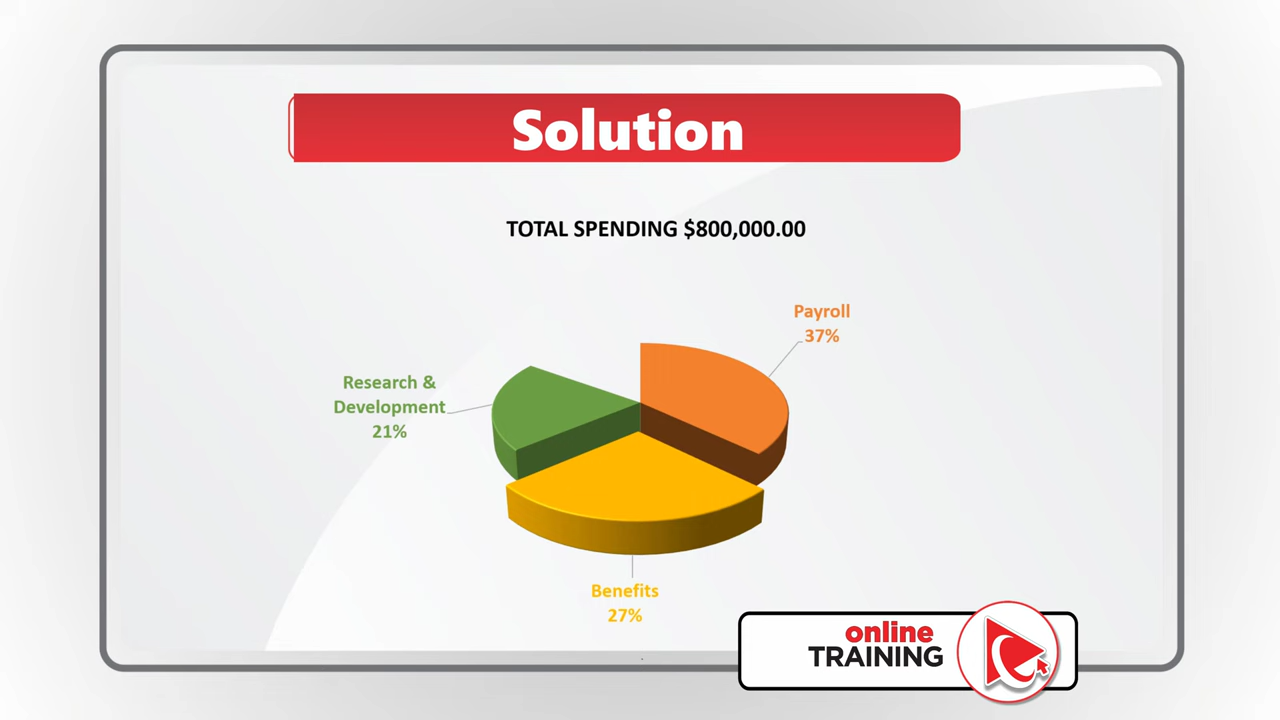 Solution
TOTAL SPENDING $800,000.00
Payroll
37%
Research &
Development
21%
Benefits
27%
online
TRAINING